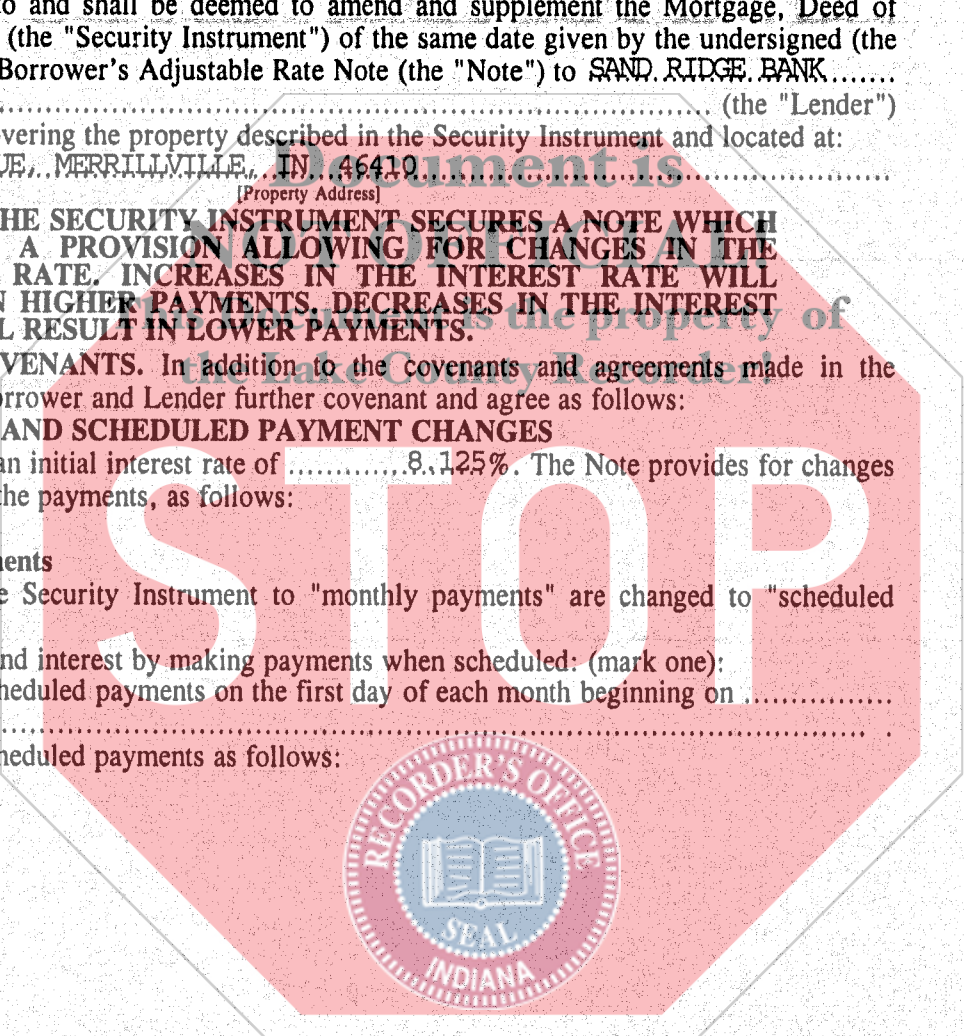 to and shall be deemed to amend and supplement the Mortgage, Deed of
(the "Security Instrument") of the same date given by the undersigned (the
Borrower's Adjustable Rate Note (the "Note") to SAND.RIDGE.BANK.......
(the "Lender")
vering the property described in the Security Instrument and located at:
UE,.MERRILLVILLE,.IN..46410
[Property Address]
Document is
HE SECURITY INSTRUMENT SECURES A NOTE WHICH
NOT OFFICIAL
A PROVISION ALLOWING FOR CHANGES IN THE
RATE. INCREASES IN THE INTEREST RATE WILL
N HIGHER PAYMENTS. DECREASES IN THE INTEREST
This Document is the property of
L RESULT IN LOWER PAYMENTS.
VENANTS. In addition to the covenants and agreements made in the
the Lake County Recorder!
orrower and Lender further covenant and agree as follows:
AND SCHEDULED PAYMENT CHANGES
an initial interest rate of ............8.125%. The Note provides for changes
the payments, as follows:
STOP
ents
e Security Instrument to "monthly payments" are changed to "scheduled
nd interest by making payments when scheduled: (mark one):
heduled payments on the first day of each month beginning on ...............
heduled payments as follows:
RECORDER'S OFFICE
SEAL
INDIANA